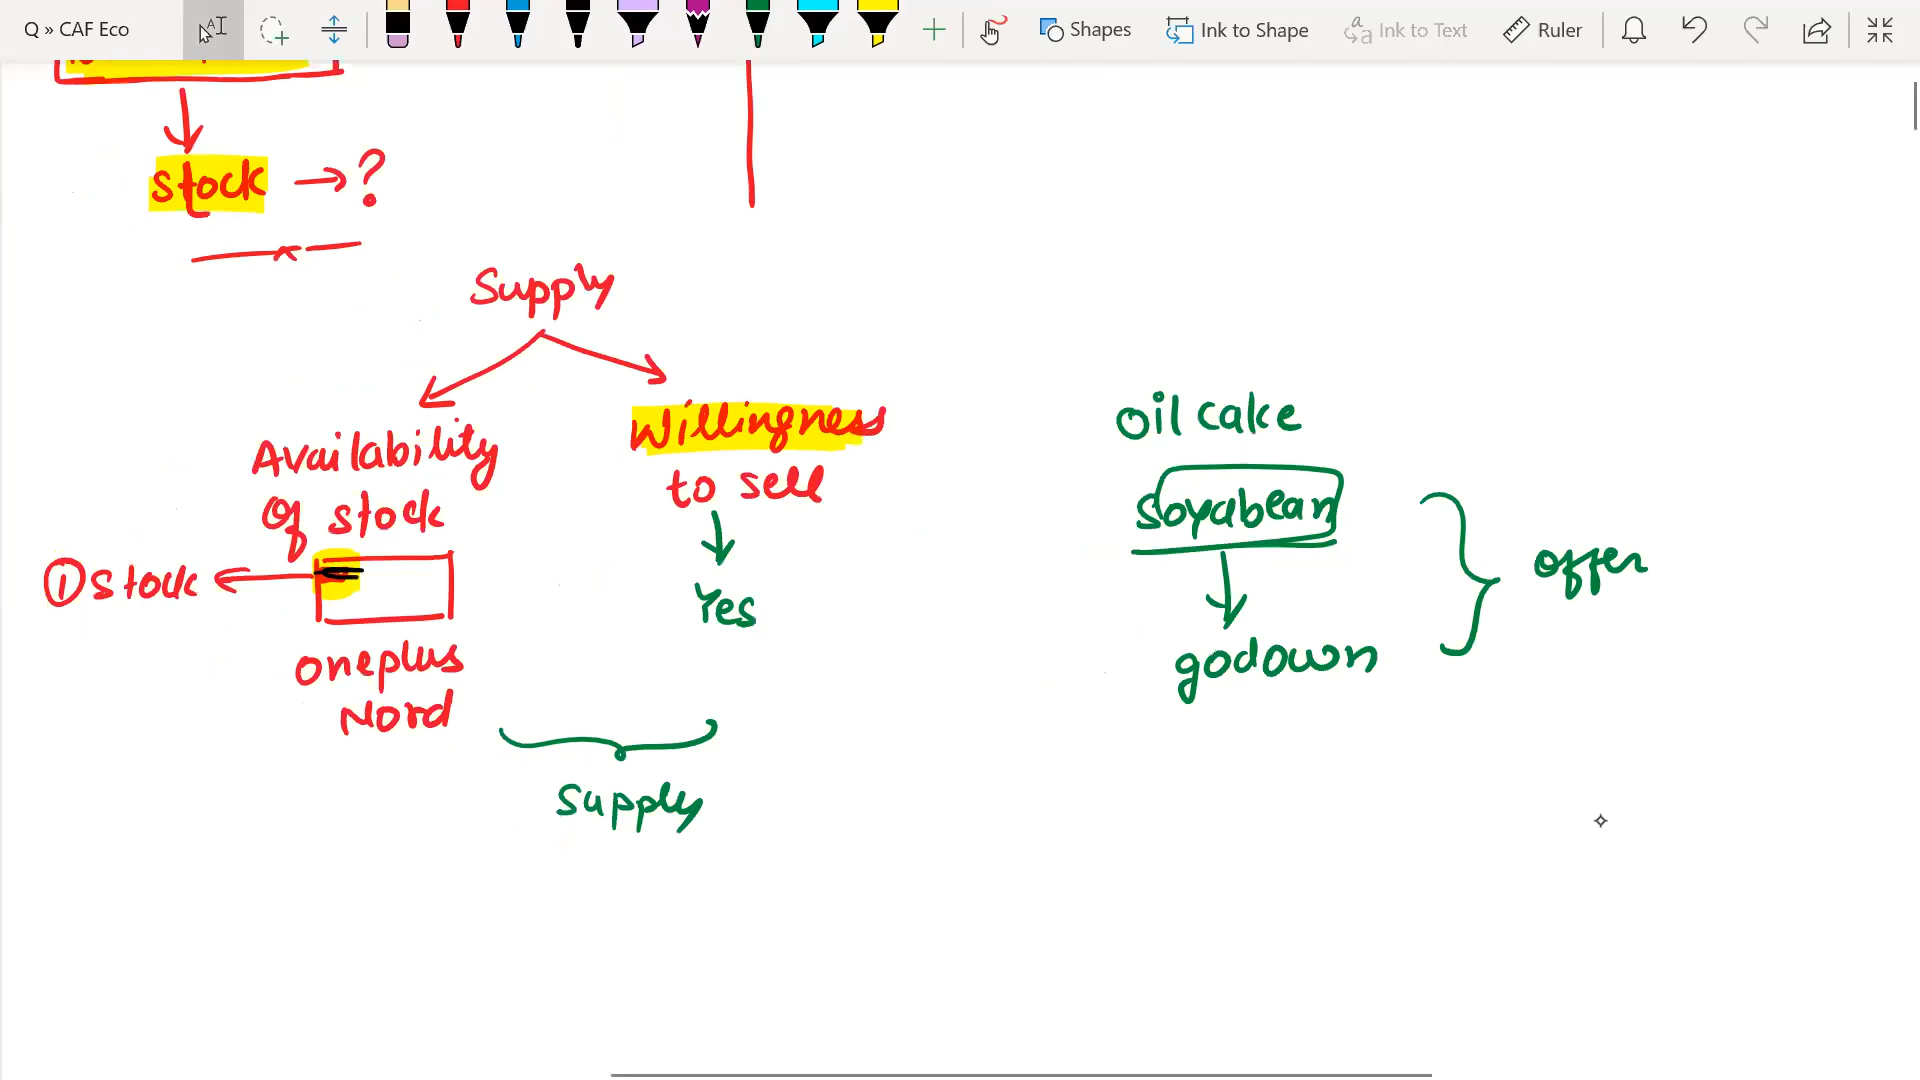 Q » CAF Eco
Shapes
Ink to Shape
Ink to Text
Ruler
stock → ?
Supply
Availability
Of stock
Willingness
to sell
① stock
oneplus
Nord
Yes
Supply
Oil cake
Soyabean
godown
offer